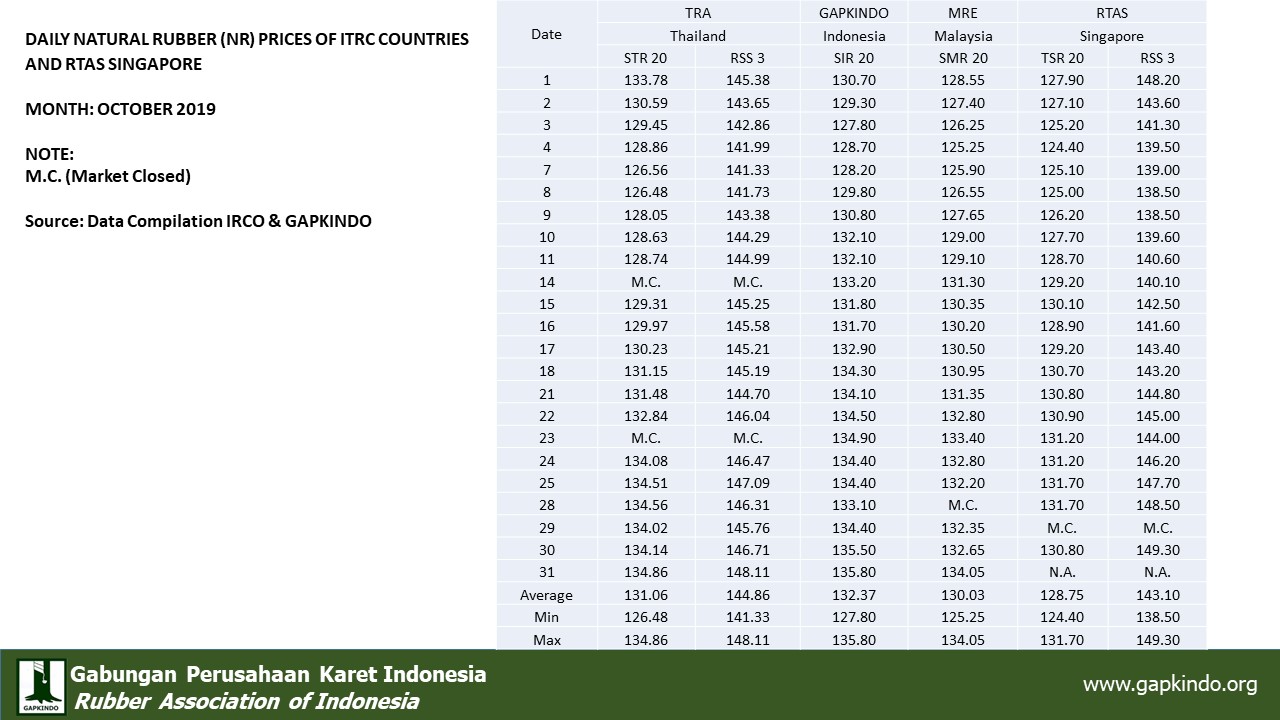 DAILY NATURAL RUBBER (NR) PRICES OF ITRC COUNTRIES
AND RTAS SINGAPORE
MONTH: OCTOBER 2019
NOTE:
M.C. (Market Closed)
Source: Data Compilation IRCO & GAPKINDO
Date TRA GAPKINDO MRE RTAS
Thailand Indonesia Malaysia Singapore
STR 20 RSS 3 SIR 20 SMR 20 TSR 20 RSS 3
1 133.78 145.38 130.70 128.55 127.90 148.20
2 130.59 143.65 129.30 127.40 127.10 143.60
3 129.45 142.86 127.80 126.25 125.20 141.30
4 128.86 141.99 128.70 125.25 124.40 139.50
7 126.56 141.33 128.20 125.90 125.10 139.00
8 126.48 141.73 129.80 126.55 125.00 138.50
9 128.05 143.38 130.80 127.65 126.20 138.50
10 128.63 144.29 132.10 129.00 127.70 139.60
11 128.74 144.99 132.10 129.10 128.70 140.60
14 M.C. M.C. 133.20 131.30 129.20 140.10
15 129.31 145.25 131.80 130.35 130.10 142.50
16 129.97 145.58 131.70 130.20 128.90 141.60
17 130.23 145.21 132.90 130.50 129.20 143.40
18 131.15 145.19 134.30 130.95 130.70 143.20
21 131.48 144.70 134.10 131.35 130.80 144.80
22 132.84 146.04 134.50 132.80 130.90 145.00
23 M.C. M.C. 134.90 133.40 131.20 144.00
24 134.08 146.47 134.40 132.80 131.20 146.20
25 134.51 147.09 134.40 132.20 131.70 147.70
28 134.56 146.31 133.10 M.C. 131.70 148.50
29 134.02 145.76 134.40 132.35 M.C. M.C.
30 134.14 146.71 135.50 132.65 130.80 149.30
31 134.86 148.11 135.80 134.05 N.A. N.A.
Average 131.06 144.86 132.37 130.03 128.75 143.10
Min 126.48 141.33 127.80 125.25 124.40 138.50
Max 134.86 148.11 135.80 134.05 131.70 149.30
GAPKINDO
Gabungan Perusahaan Karet Indonesia
Rubber Association of Indonesia
www.gapkindo.org